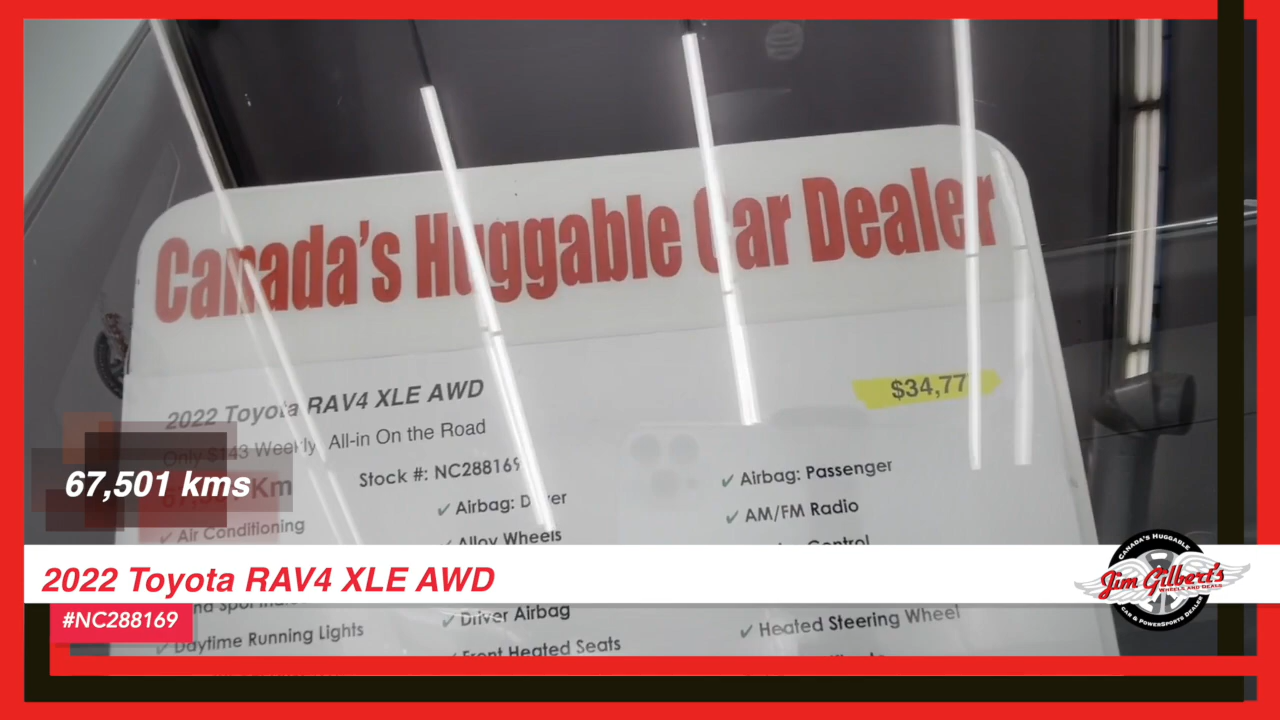 Canada's Huggable Car Dealer
2022 Toyota RAV4 XLE AWD
$34,77
Only $143 Weekly All-in On the Road
Stock #: NC288169
67,501 kms
Km
✔ Airbag: Driver
✔ Airbag: Passenger
✔ Air Conditioning
✔ Alloy Wheels
✔ AM/FM Radio
Control
2022 Toyota RAV4 XLE AWD
#NC288169
✔ Driver Airbag
✔ Heated Steering Wheel
✔ Daytime Running Lights
Front Heated Seats
CANADA'S HUGGABLE
Jim Gilbert's
WHEELS AND DEALS
CAR & POWERSPORTS DEALER